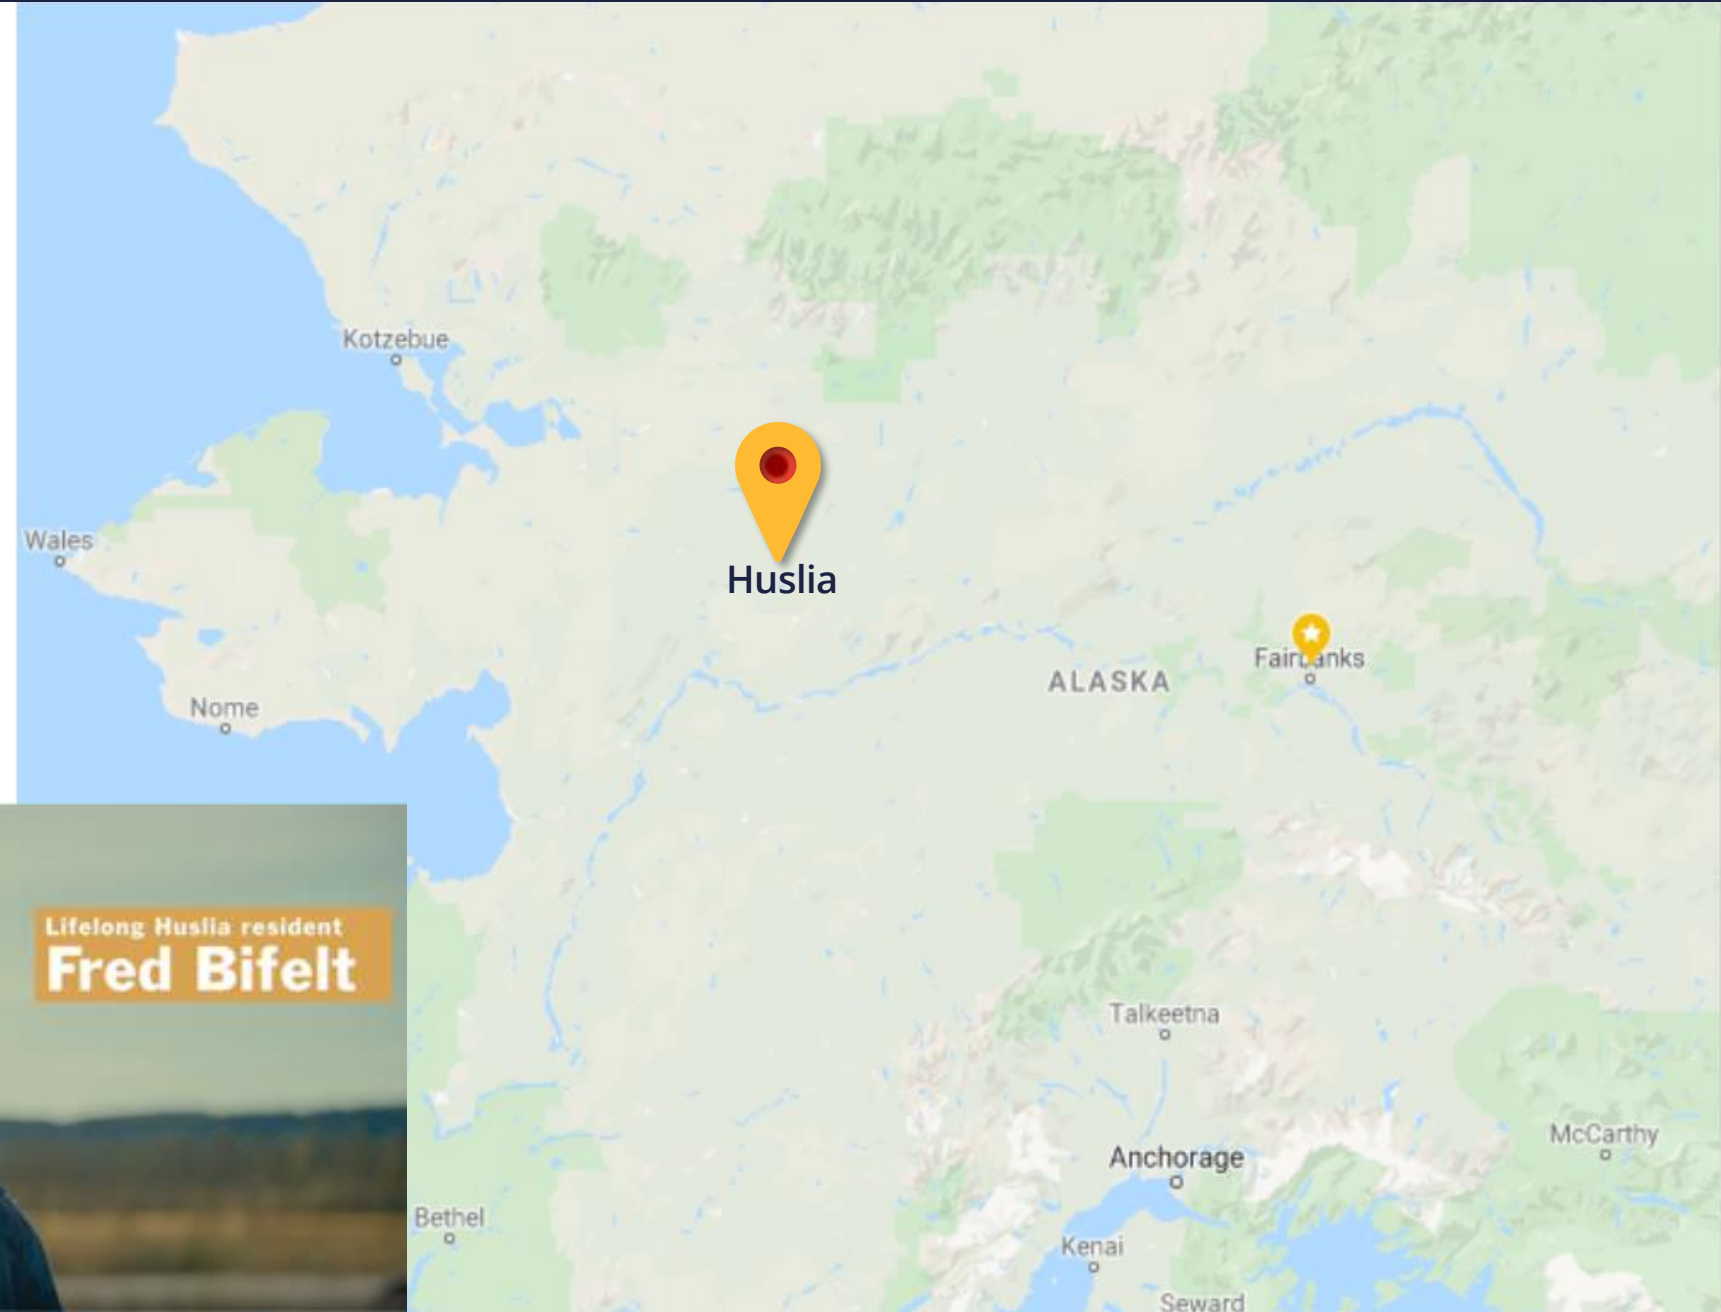 Kotzebue
Wales
Huslia
Fairbanks
ALASKA
Nome
Lifelong Huslia resident
Fred Bifelt
Talkeetna
McCarthy
Anchorage
Bethel
Kenai
Seward